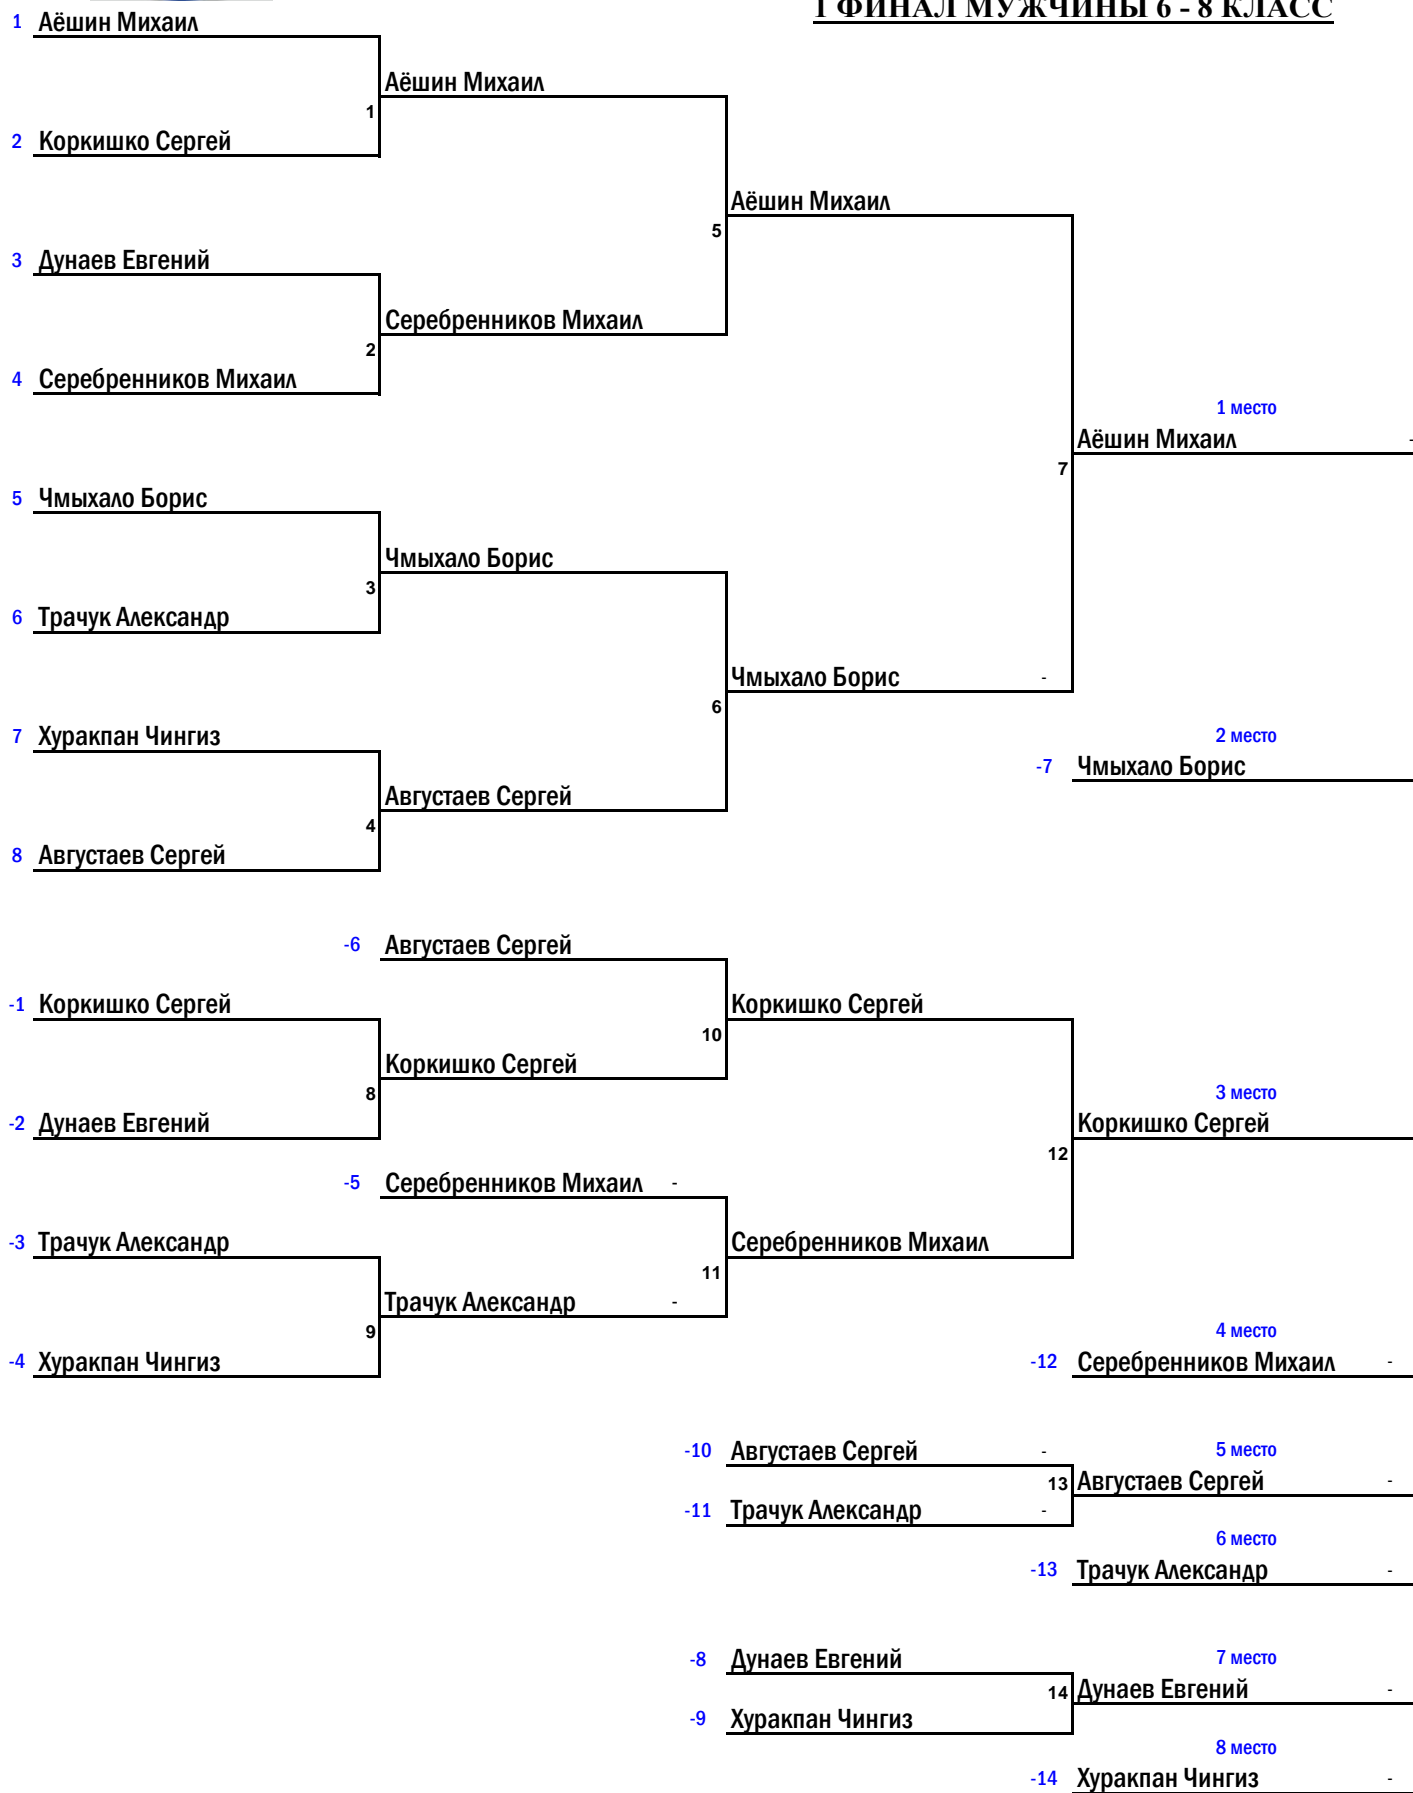 1 ФИНАЛ МУЖЧИНЫ 6 - 8 КЛАСС
1 Аёшин Михаил
Аёшин Михаил
1
2 Коркишко Сергей
Аёшин Михаил
5
3 Дунаев Евгений
Серебренников Михаил
2
4 Серебренников Михаил
1 место
Аёшин Михаил -
7
5 Чмыхало Борис
Чмыхало Борис
3
6 Трачук Александр
Чмыхало Борис -
6
7 Хуракпан Чингиз
2 место
-7 Чмыхало Борис
Августаев Сергей
4
8 Августаев Сергей
-6 Августаев Сергей
-1 Коркишко Сергей
Коркишко Сергей
10
Коркишко Сергей
8
3 место
-2 Дунаев Евгений
Коркишко Сергей
12
-5 Серебренников Михаил -
-3 Трачук Александр
Серебренников Михаил
11
Трачук Александр -
9
4 место
-4 Хуракпан Чингиз
-12 Серебренников Михаил -
-10 Августаев Сергей -
5 место
13 Августаев Сергей -
-11 Трачук Александр -
6 место
-13 Трачук Александр -
-8 Дунаев Евгений
7 место
14 Дунаев Евгений -
-9 Хуракпан Чингиз
8 место
-14 Хуракпан Чингиз -